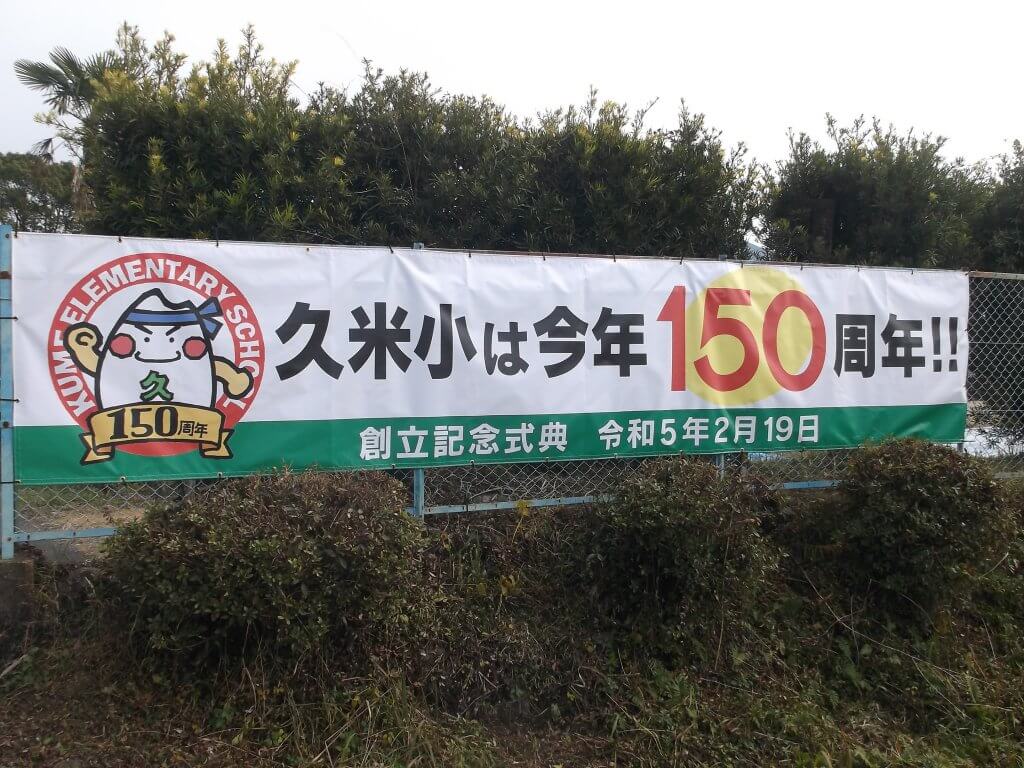 KUME ELEMENTARY SCHOOL
久
150周年
久米小は今年150周年!!
創立記念式典 令和5年2月19日